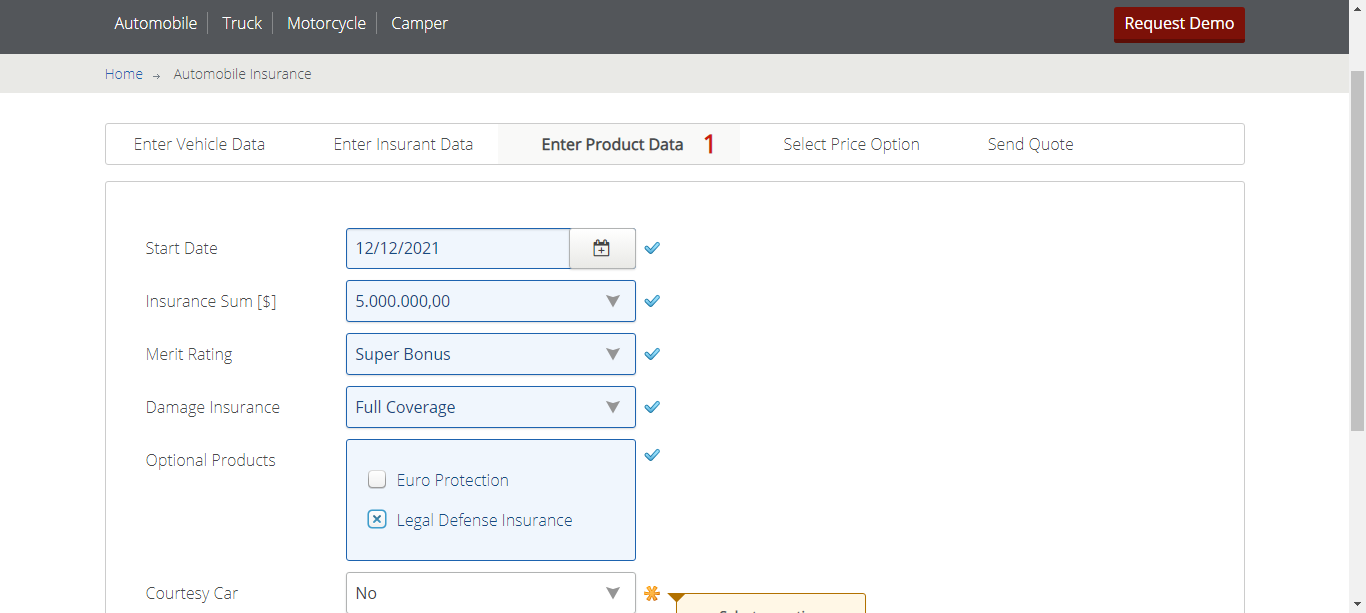 Automobile Truck Motorcycle Camper Request Demo
Home → Automobile Insurance
Enter Vehicle Data Enter Insurant Data Enter Product Data 1 Select Price Option Send Quote
Start Date 12/12/2021
Insurance Sum [$] 5.000.000,00
Merit Rating Super Bonus
Damage Insurance Full Coverage
Optional Products
Euro Protection
Legal Defense Insurance
Courtesy Car No